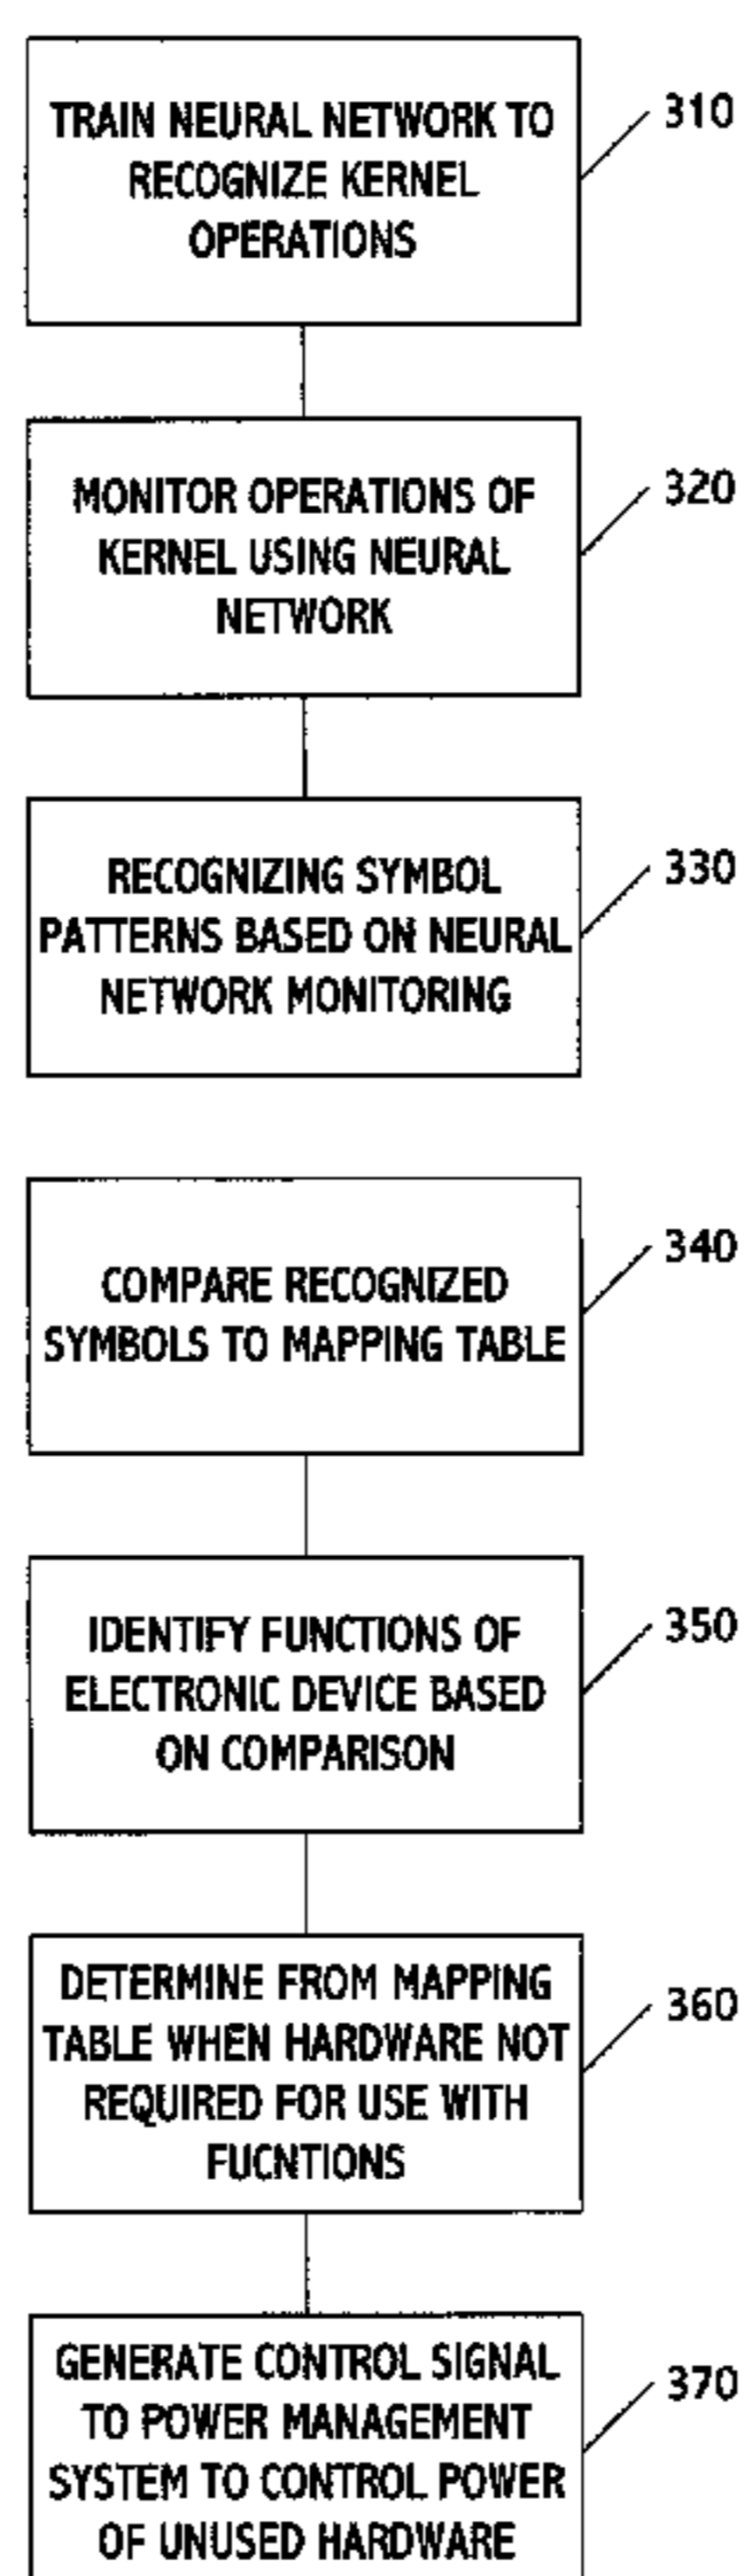 TRAIN NEURAL NETWORK TO
RECOGNIZE KERNEL
OPERATIONS
310
MONITOR OPERATIONS OF
KERNEL USING NEURAL
NETWORK
320
RECOGNIZING SYMBOL
PATTERNS BASED ON NEURAL
NETWORK MONITORING
330
COMPARE RECOGNIZED
SYMBOLS TO MAPPING TABLE
340
IDENTIFY FUNCTIONS OF
ELECTRONIC DEVICE BASED
ON COMPARISON
350
DETERMINE FROM MAPPING
TABLE WHEN HARDWARE NOT
REQUIRED FOR USE WITH
FUCNTIONS
360
GENERATE CONTROL SIGNAL
TO POWER MANAGEMENT
SYSTEM TO CONTROL POWER
OF UNUSED HARDWARE
370